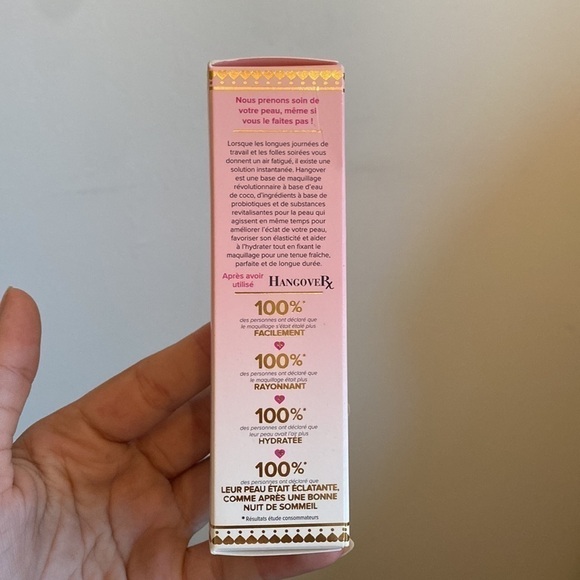 Nous prenons soin de
votre peau, même si
vous le faites pas !
Lorsque les longues journées de
travail et les folles soirées vous
donnent un air fatigué, il existe une
solution instantanée. Hangover
est une base de maquillage
révolutionnaire à base d'eau
de coco, d'ingrédients à base de
probiotiques et de substances
revitalisantes pour la peau qui
agissent en même temps pour
améliorer l'éclat de votre peau,
favoriser son élasticité et aider
à l'hydrater tout en fixant le
maquillage pour une tenue fraîche,
parfaite et de longue durée.
Après avoir
utilisé HANGOVERX
100%*
des personnes ont déclaré que
le maquillage s'était étalé plus
FACILEMENT
100%*
des personnes ont déclaré que
le maquillage était plus
RAYONNANT
100%*
des personnes ont déclaré que
leur peau avait l'air plus
HYDRATÉE
100%*
des personnes ont déclaré que
LEUR PEAU ÉTAIT ÉCLATANTE,
COMME APRÈS UNE BONNE
NUIT DE SOMMEIL
* Résultats étude consommateurs